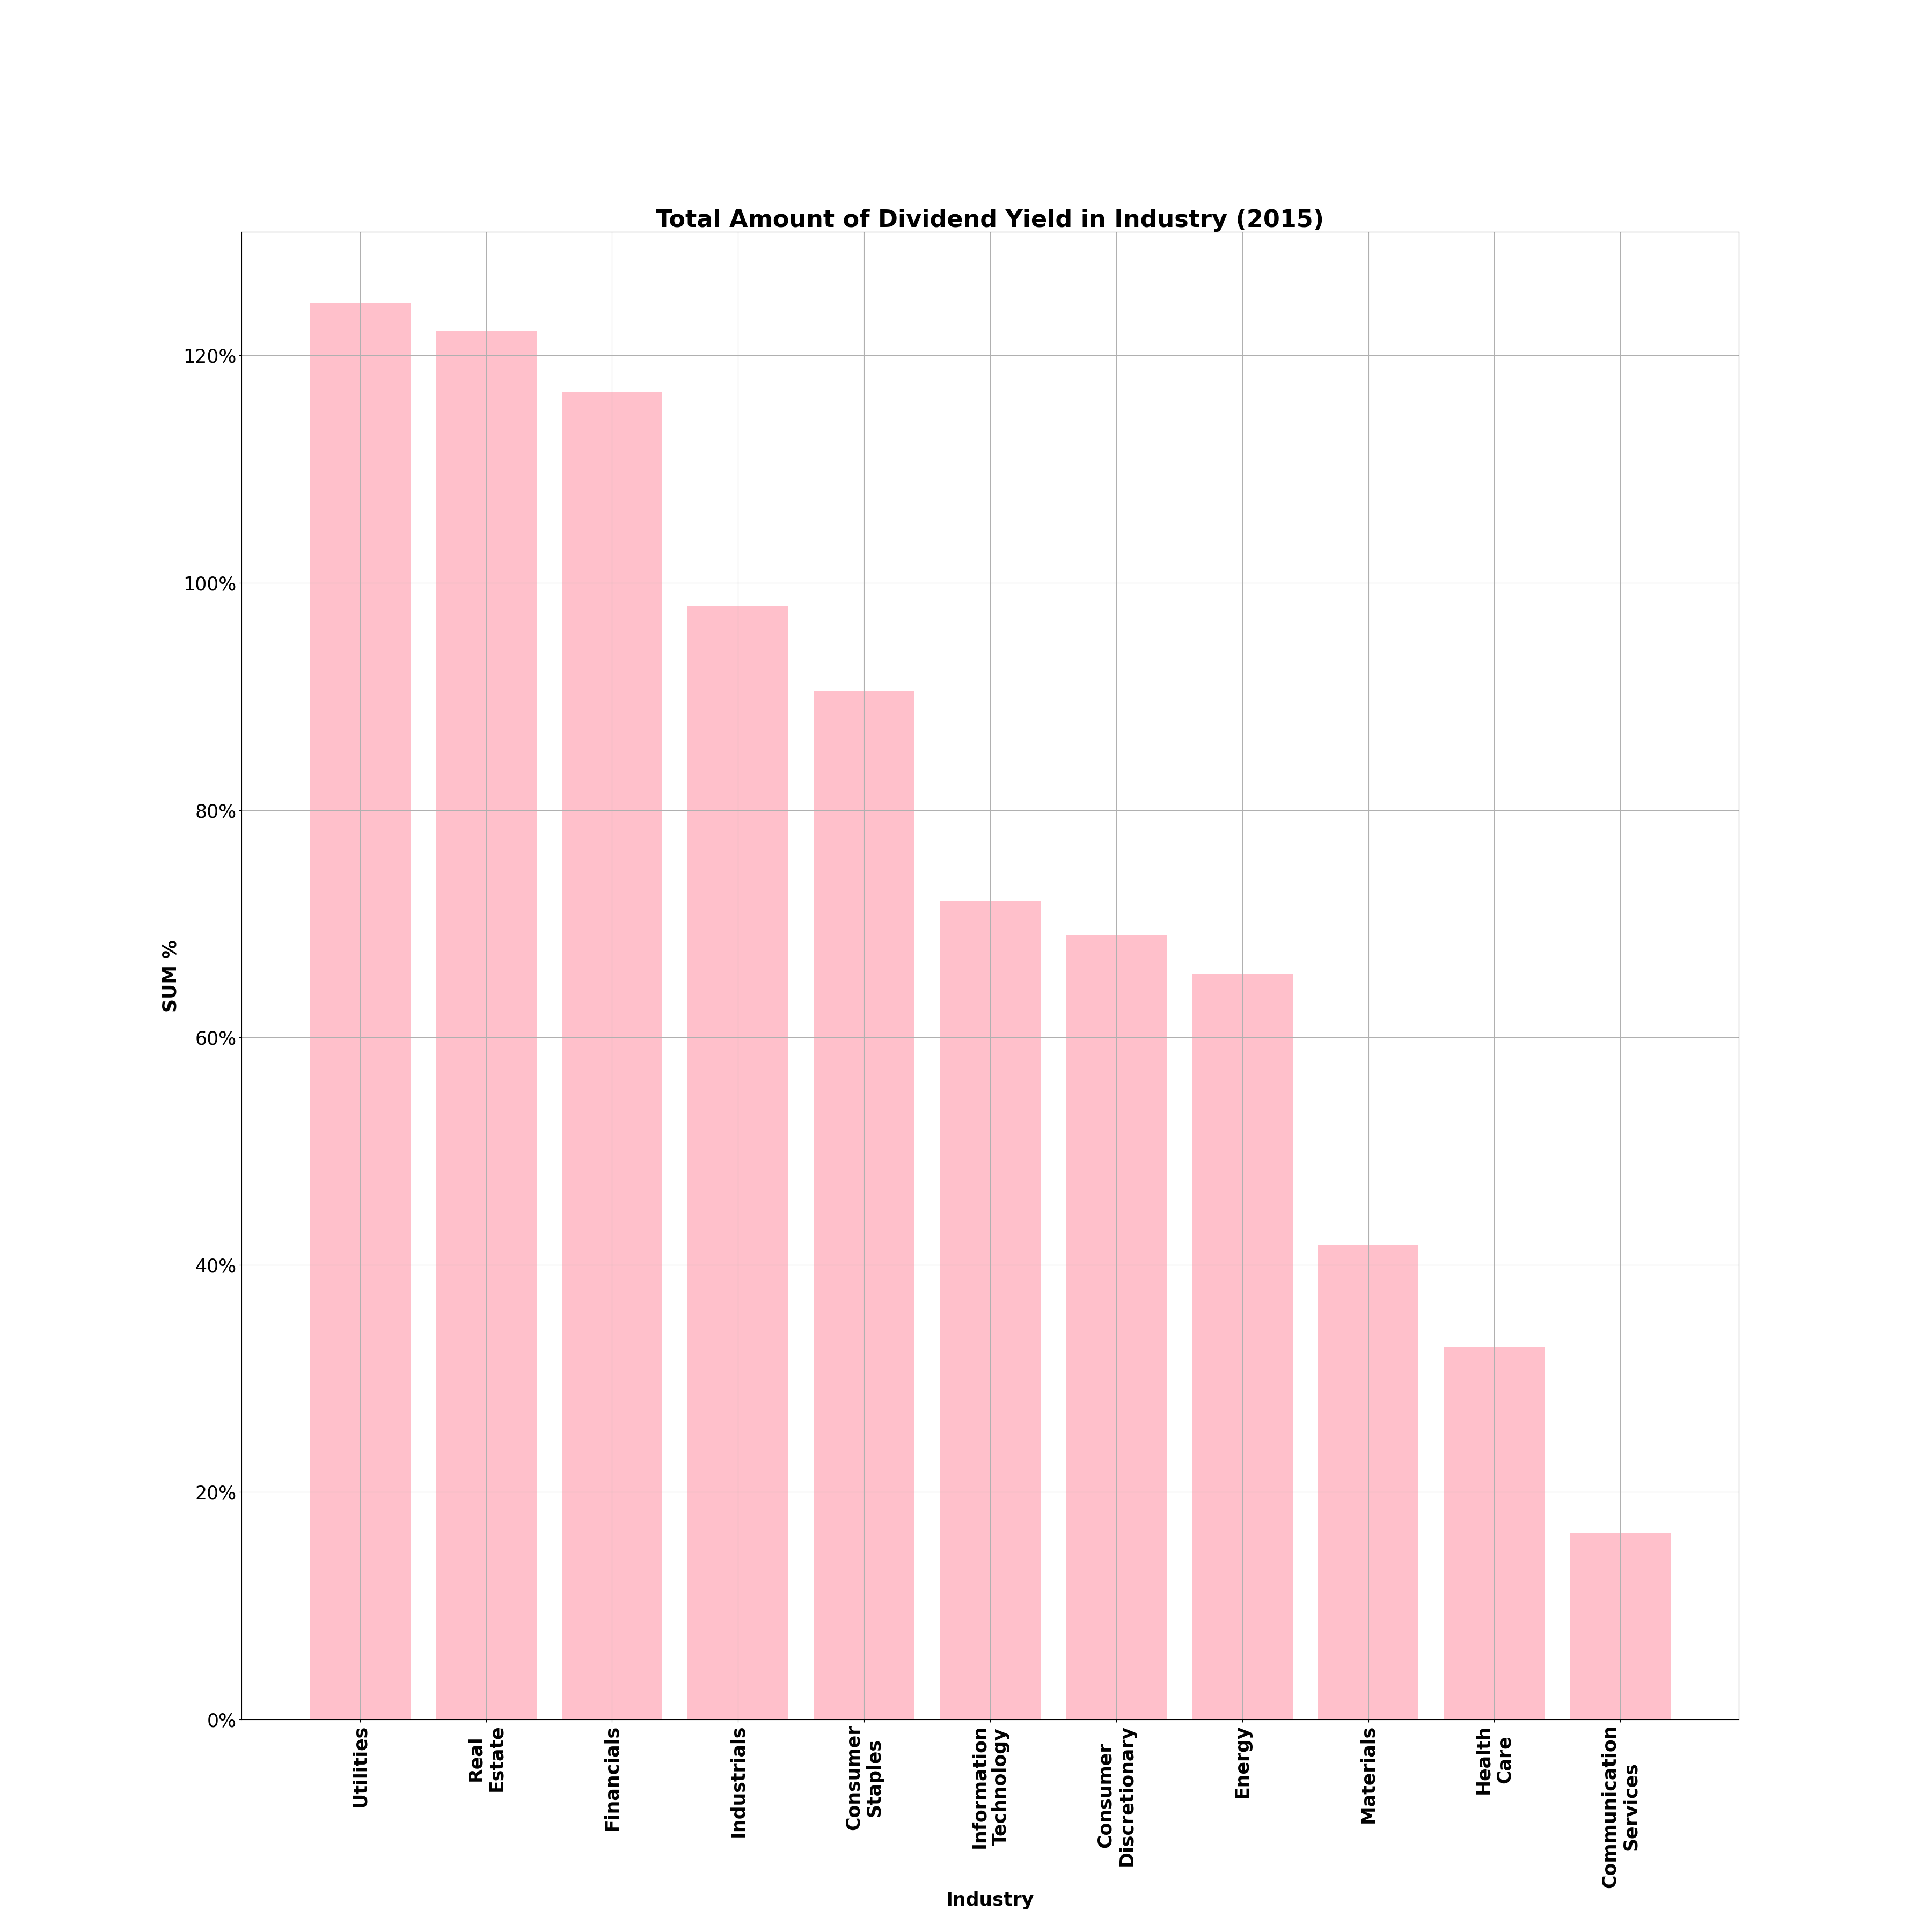 Total Amount of Dividend Yield in Industry (2015)
120%
100%
80%
60%
40%
20%
0%
SUM %
Utilities
Real
Estate
Financials
Industrials
Consumer
Staples
Information
Technology
Consumer
Discretionary
Energy
Materials
Health
Care
Communication
Services
Industry